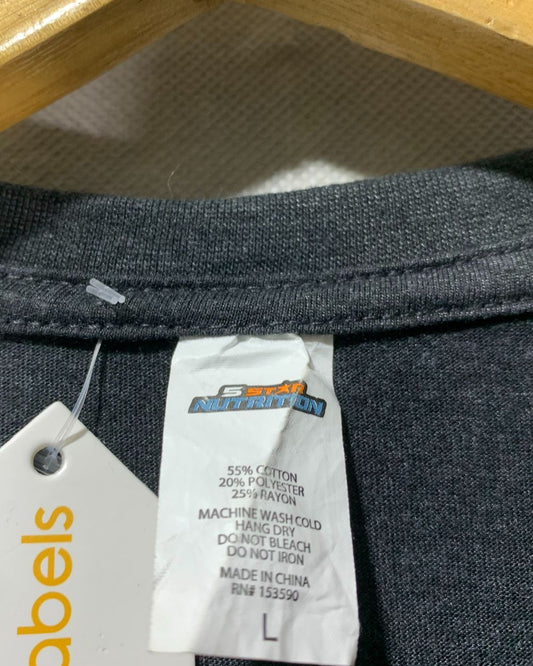 5 STAR
NUTRITION
55% COTTON
20% POLYESTER
25% RAYON
MACHINE WASH COLD
HANG DRY
DO NOT BLEACH
DO NOT IRON
MADE IN CHINA
RN# 153590
L
abels